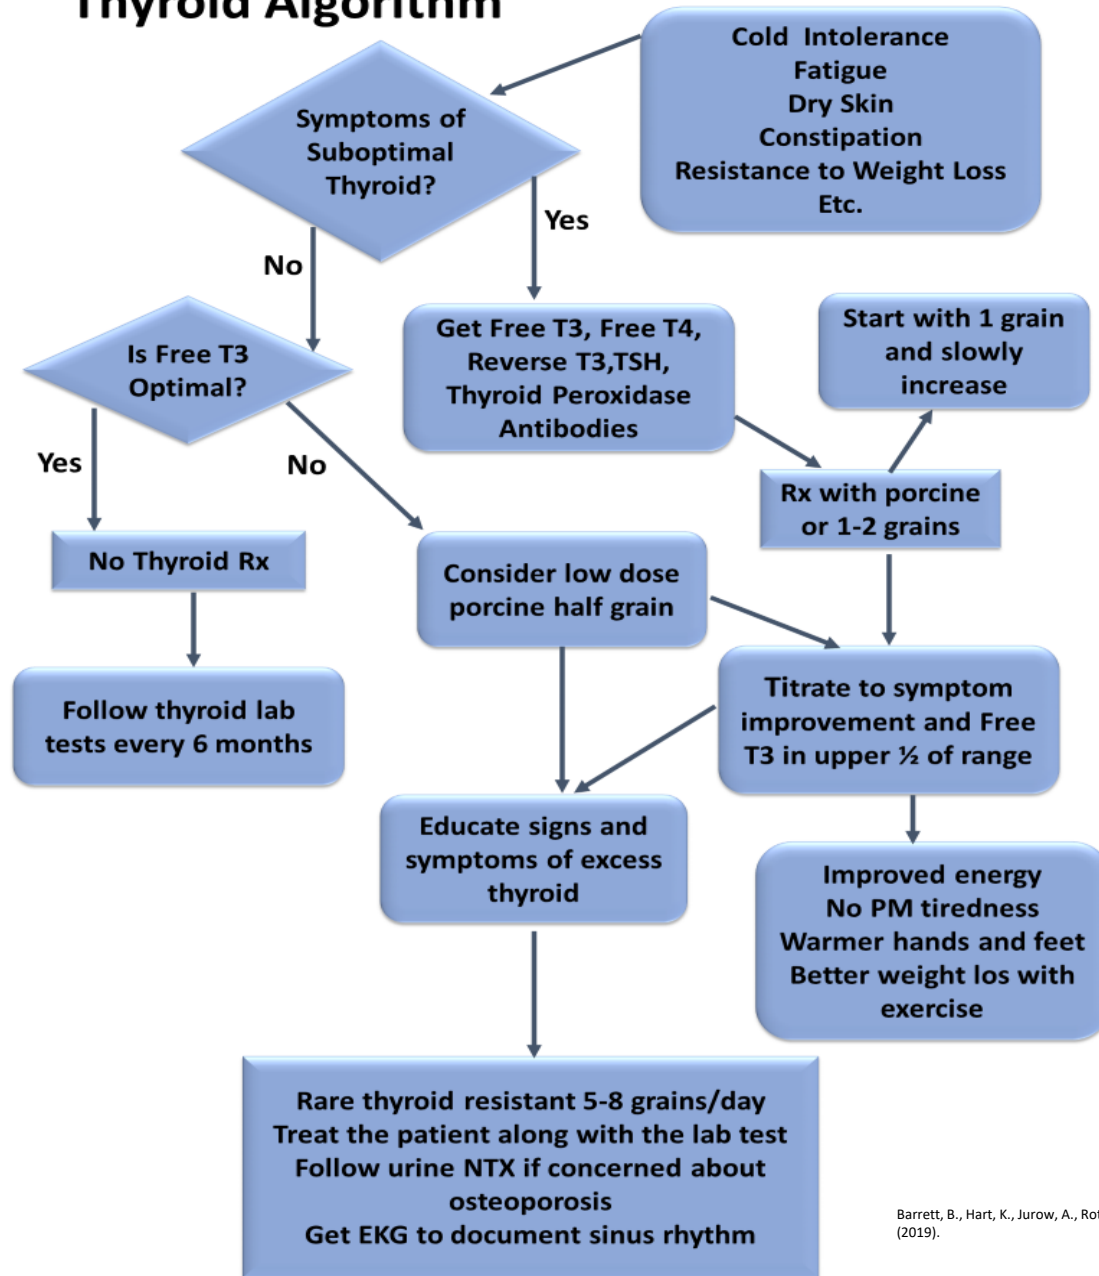 Thyroid Algorithm
Cold Intolerance
Fatigue
Dry Skin
Constipation
Resistance to Weight Loss
Etc.
Symptoms of
Suboptimal
Thyroid?
Yes
No
Is Free T3
Optimal?
Get Free T3, Free T4,
Reverse T3,TSH,
Thyroid Peroxidase
Antibodies
Start with 1 grain
and slowly
increase
Yes
No
Rx with porcine
or 1-2 grains
No Thyroid Rx
Consider low dose
porcine half grain
Follow thyroid lab
tests every 6 months
Titrate to symptom
improvement and Free
T3 in upper ½ of range
Educate signs and
symptoms of excess
thyroid
Improved energy
No PM tiredness
Warmer hands and feet
Better weight los with
exercise
Rare thyroid resistant 5-8 grains/day
Treat the patient along with the lab test
Follow urine NTX if concerned about
osteoporosis
Get EKG to document sinus rhythm
Barrett, B., Hart, K., Jurow, A.,
(2019).